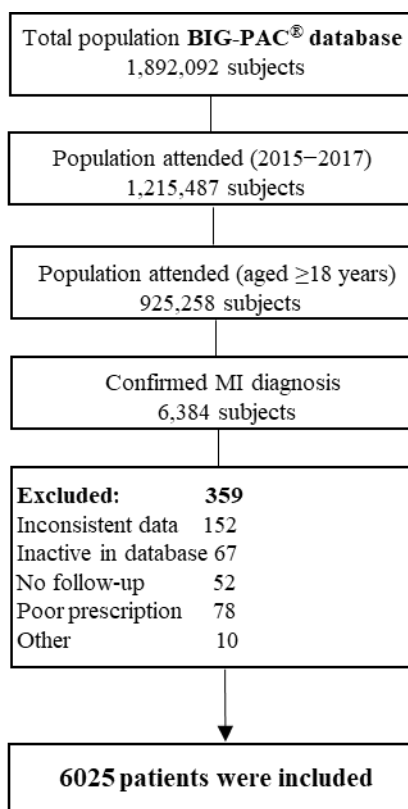 Total population BIG-PAC® database
1,892,092 subjects
Population attended (2015−2017)
1,215,487 subjects
Population attended (aged ≥18 years)
925,258 subjects
Confirmed MI diagnosis
6,384 subjects
Excluded: 359
Inconsistent data 152
Inactive in database 67
No follow-up 52
Poor prescription 78
Other 10
6025 patients were included